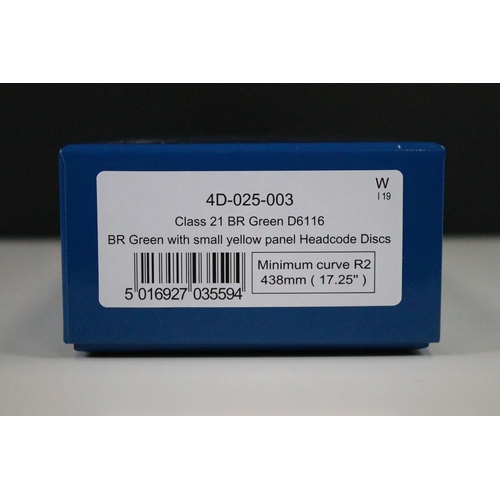 W
I 19
4D-025-003
Class 21 BR Green D6116
BR Green with small yellow panel Headcode Discs
Minimum curve R2
438mm ( 17.25" )
5 016927 035594